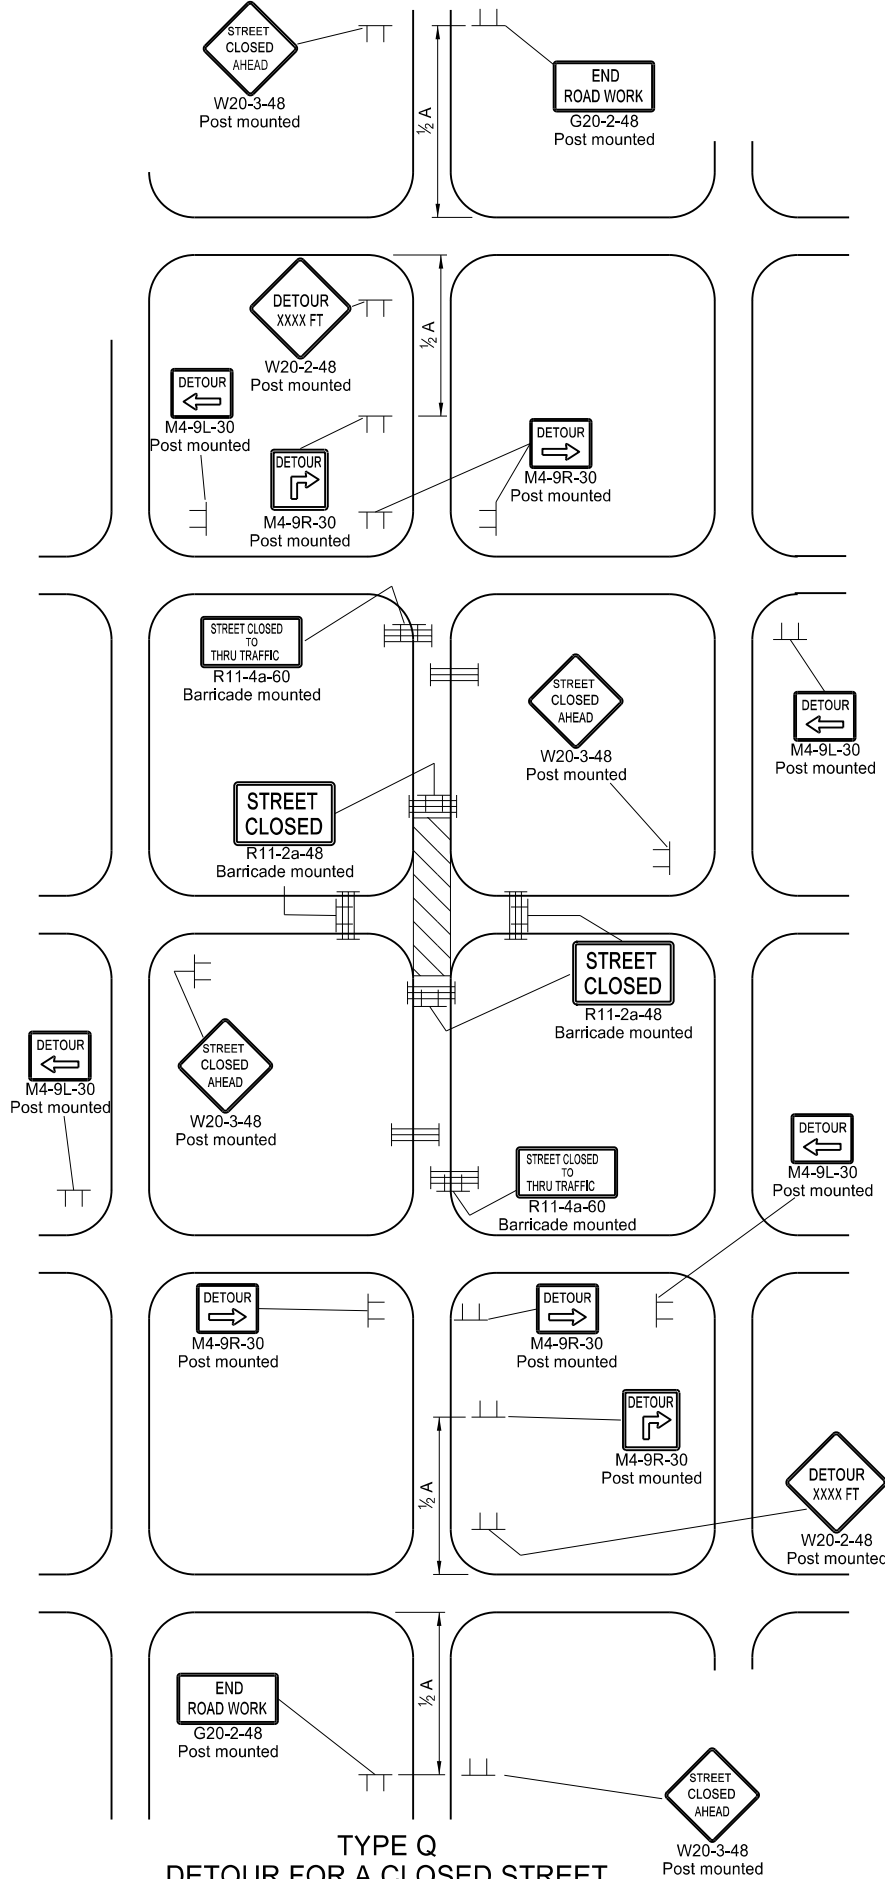 STREET
CLOSED
AHEAD
W20-3-48
Post mounted
END
ROAD WORK
G20-2-48
Post mounted
½ A
DETOUR
XXXX FT
W20-2-48
Post mounted
½ A
DETOUR
M4-9L-30
Post mounted
DETOUR
M4-9R-30
Post mounted
DETOUR
M4-9R-30
Post mounted
STREET CLOSED
TO
THRU TRAFFIC
R11-4a-60
Barricade mounted
STREET
CLOSED
AHEAD
W20-3-48
Post mounted
DETOUR
M4-9L-30
Post mounted
STREET
CLOSED
R11-2a-48
Barricade mounted
STREET
CLOSED
R11-2a-48
Barricade mounted
DETOUR
M4-9L-30
Post mounted
STREET
CLOSED
AHEAD
W20-3-48
Post mounted
DETOUR
M4-9L-30
Post mounted
STREET CLOSED
TO
THRU TRAFFIC
R11-4a-60
Barricade mounted
DETOUR
M4-9R-30
Post mounted
DETOUR
M4-9R-30
Post mounted
DETOUR
M4-9R-30
Post mounted
½ A
DETOUR
XXXX FT
W20-2-48
Post mounted
END
ROAD WORK
G20-2-48
Post mounted
½ A
STREET
CLOSED
AHEAD
W20-3-48
Post mounted
TYPE Q
DETOUR FOR A CLOSED STREET